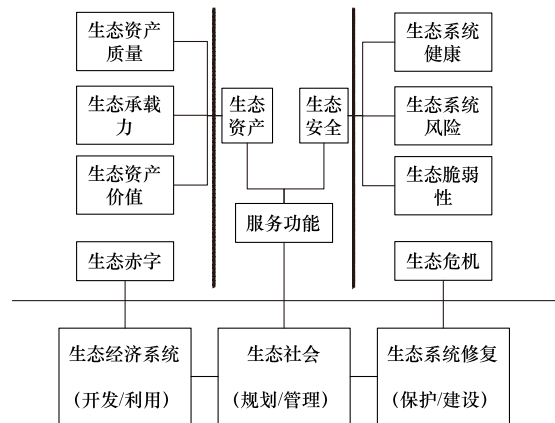 生态资产
质量
生态承载
力
生态资产
价值
生态赤字
生态
资产
生态
安全
服务功能
生态系统
健康
生态系统
风险
生态脆弱
性
生态危机
生态经济系统
(开发/利用)
生态社会
(规划/管理)
生态系统修复
(保护/建设)